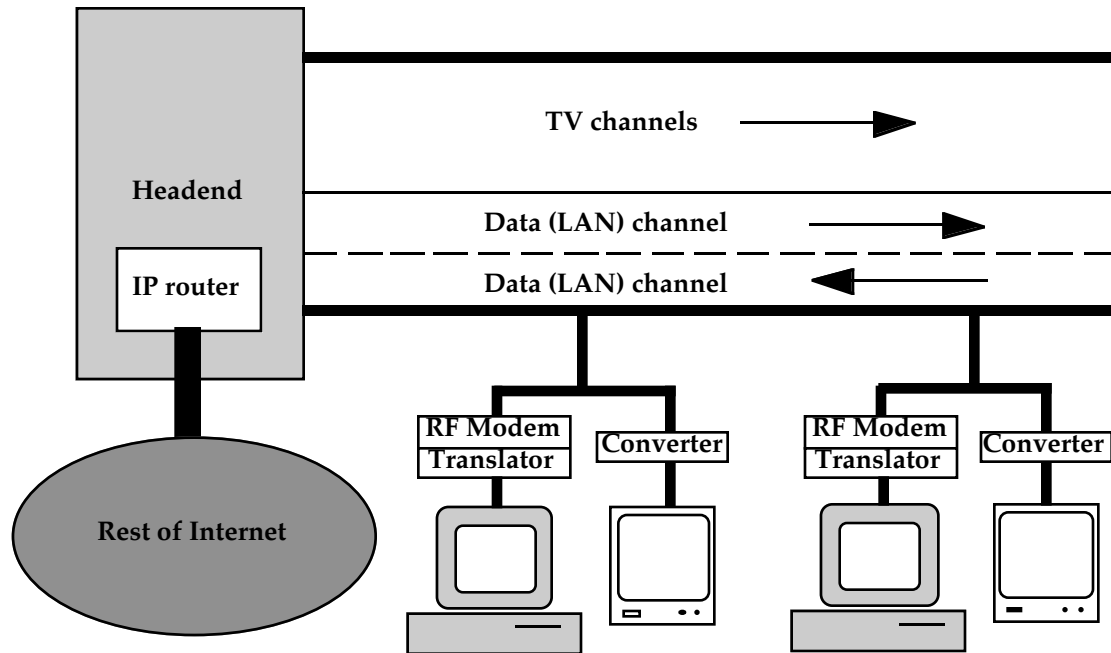 TV channels
Headend
Data (LAN) channel
IP router
Data (LAN) channel
RF Modem
Translator
Converter
RF Modem
Translator
Converter
Rest of Internet